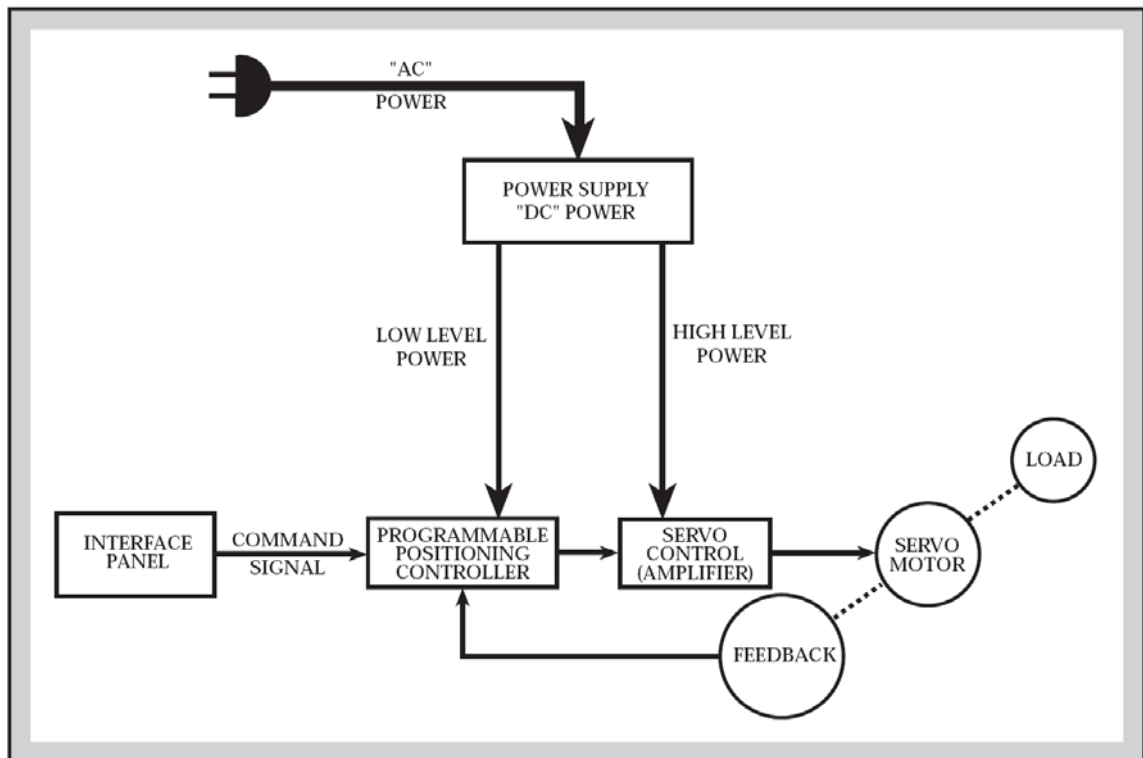 "AC"
POWER
POWER SUPPLY
"DC" POWER
LOW LEVEL
POWER
HIGH LEVEL
POWER
LOAD
INTERFACE
PANEL
COMMAND
SIGNAL
PROGRAMMABLE
POSITIONING
CONTROLLER
SERVO
CONTROL
(AMPLIFIER)
SERVO
MOTOR
FEEDBACK